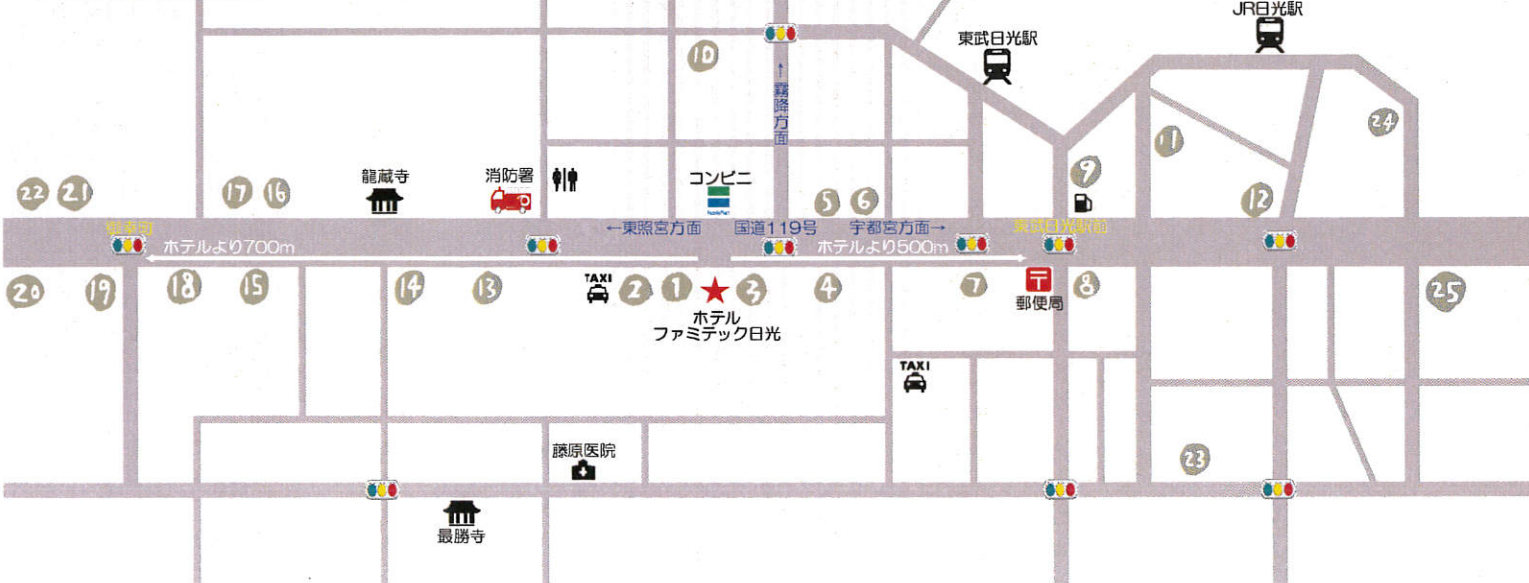 JR日光駅
東武日光駅
10
↑霧降方面
24
11
9
22
21
17
16
龍蔵寺
消防署
コンビニ
FamilyMart
5
6
12
御幸町
←東照宮方面
国道119号
宇都宮方面→
東武日光駅前
ホテルより700m
ホテルより500m
20
19
18
15
14
13
TAXI
2
1
3
4
7
郵便局
8
25
ホテル
ファミテック日光
TAXI
藤原医院
23
最勝寺